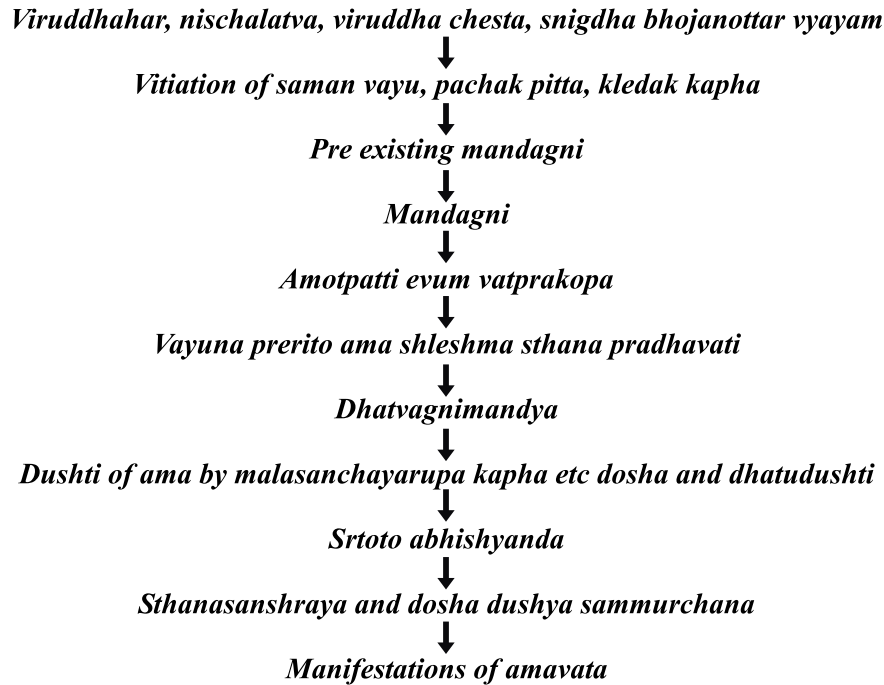 Viruddhahar, nischalatva, viruddha chesta, snigdha bhojanottar vyayam
Vitiation of saman vayu, pachak pitta, kledak kapha
Pre existing mandagni
Mandagni
Amotpatti evum vatprakopa
Vayuna prerito ama shleshma sthana pradhavati
Dhatvagnimandya
Dushti of ama by malasanchayarupa kapha etc dosha and dhatudushti
Srtoto abhishyanda
Sthanasanshraya and dosha dushya sammurchana
Manifestations of amavata